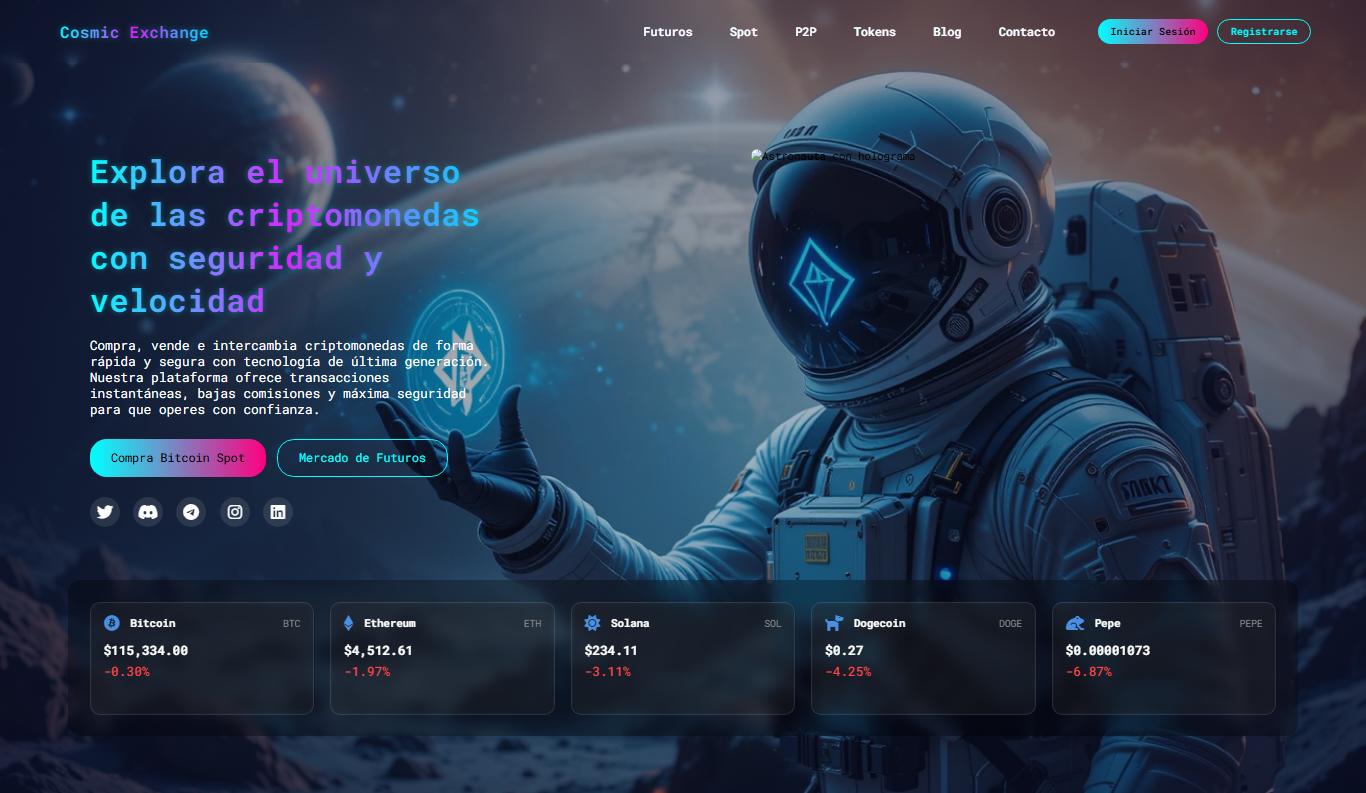 Cosmic Exchange
Futuros Spot P2P Tokens Blog Contacto Iniciar Sesión Registrarse
Astronauta con holograma
Explora el universo
de las criptomonedas
con seguridad y
velocidad
Compra, vende e intercambia criptomonedas de forma
rápida y segura con tecnología de última generación.
Nuestra plataforma ofrece transacciones
instantáneas, bajas comisiones y máxima seguridad
para que operes con confianza.
Compra Bitcoin Spot Mercado de Futuros
Bitcoin BTC
$115,334.00
-0.30%
Ethereum ETH
$4,512.61
-1.97%
Solana SOL
$234.11
-3.11%
Dogecoin DOGE
$0.27
-4.25%
Pepe PEPE
$0.00001073
-6.87%